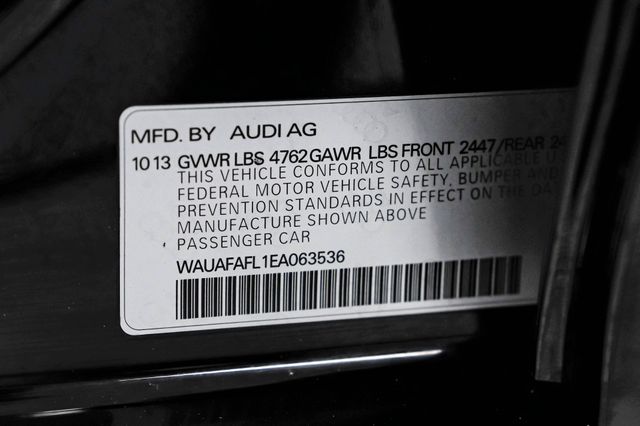 MFD. BY AUDI AG
10 13 GVWR LBS 4762 GAWR LBS FRONT 2447/REAR
THIS VEHICLE CONFORMS TO ALL APPLICABLE
FEDERAL MOTOR VEHICLE SAFETY, BUMPER AND
PREVENTION STANDARDS IN EFFECT ON THE
MANUFACTURE SHOWN ABOVE
PASSENGER CAR
WAUAFAFL1EA063536